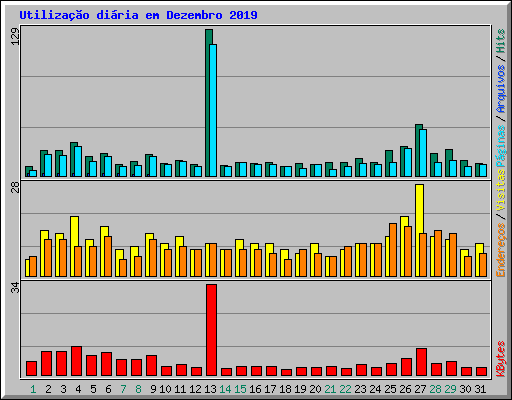 Utilização diária em Dezembro 2019
129
28
34
Endereços / Visitas Páginas / Arquivos / Hits
KBytes
1 2 3 4 5 6 7 8 9 10 11 12 13 14 15 16 17 18 19 20 21 22 23 24 25 26 27 28 29 30 31